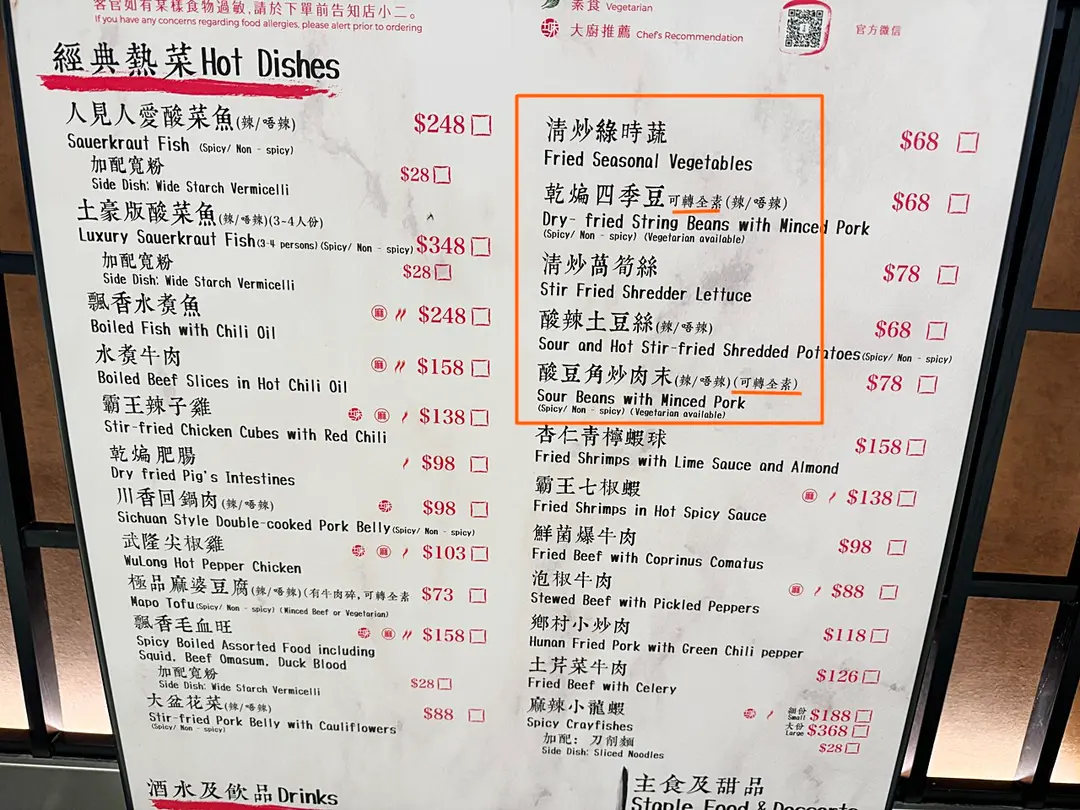 客官如有某樣食物過敏,請於下單前告知店小二。
If you have any concerns regarding food allergies, please alert prior to ordering
素食 Vegetarian
大廚推薦 Chef's Recommendation
官方微信
經典熱菜 Hot Dishes
人見人愛酸菜魚(辣/唔辣) $248
Sauerkraut Fish (Spicy/ Non - spicy)
加配寬粉 $28
Side Dish: Wide Starch Vermicelli
土豪版酸菜魚(辣/唔辣)(3~4人份)
Luxury Sauerkraut Fish(3-4 persons)(Spicy/ Non - spicy) $348
加配寬粉 $28
Side Dish: Wide Starch Vermicelli
飄香水煑魚 麻 $248
Boiled Fish with Chili Oil
水煑牛肉 麻 $158
Boiled Beef Slices in Hot Chili Oil
霸王辣子雞 麻 $138
Stir-fried Chicken Cubes with Red Chili
乾煸肥腸 $98
Dry fried Pig's Intestines
川香回鍋肉(辣/唔辣) $98
Sichuan Style Double-cooked Pork Belly(Spicy/ Non - spicy)
武隆尖椒雞 麻 $103
WuLong Hot Pepper Chicken
極品麻婆豆腐(辣/唔辣)(有牛肉碎,可轉全素 $73
Mapo Tofu(Spicy/ Non - spicy) (Minced Beef or Vegetarian)
飄香毛血旺 麻 $158
Spicy Boiled Assorted Food including
Squid, Beef Omasum, Duck Blood
加配寬粉 $28
Side Dish: Wide Starch Vermicelli
大盆花菜(辣/唔辣) $88
Stir-fried Pork Belly with Cauliflowers
(Spicy/ Non - spicy)
清炒綠時蔬 $68
Fried Seasonal Vegetables
乾煸四季豆可轉全素(辣/唔辣) $68
Dry- fried String Beans with Minced Pork
(Spicy/ Non - spicy) (Vegetarian available)
清炒萵筍絲 $78
Stir Fried Shredder Lettuce
酸辣土豆絲(辣/唔辣) $68
Sour and Hot Stir-fried Shredded Potatoes(Spicy/ Non - spicy)
酸豆角炒肉末(辣/唔辣)(可轉全素) $78
Sour Beans with Minced Pork
(Spicy/ Non - spicy) (Vegetarian available)
杏仁青檸蝦球 $158
Fried Shrimps with Lime Sauce and Almond
霸王七椒蝦 麻 $138
Fried Shrimps in Hot Spicy Sauce
鮮菌爆牛肉 $98
Fried Beef with Coprinus Comatus
泡椒牛肉 麻 $88
Stewed Beef with Pickled Peppers
鄉村小炒肉 $118
Hunan Fried Pork with Green Chili pepper
土芹菜牛肉 $126
Fried Beef with Celery
麻辣小龍蝦 細份 Small $188
Spicy Crayfishes 大份 Large $368
加配: 刀削麵 $28
Side Dish: Sliced Noodles
酒水及飲品 Drinks
主食及甜品
Staple Food & Desserts